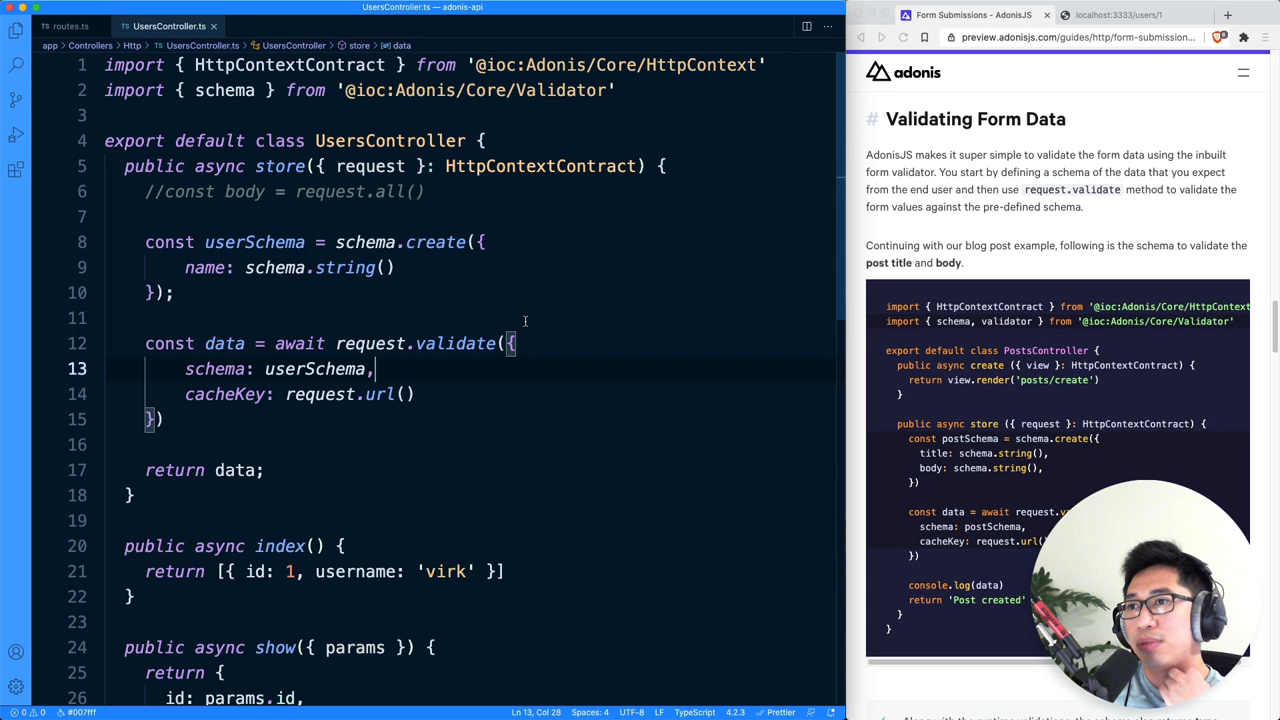 UsersController.ts — adonis-api
TS routes.ts
TS UsersController.ts ×
app > Controllers > Http > TS UsersController.ts > UsersController > store > data
1 import { HttpContextContract } from '@ioc:Adonis/Core/HttpContext'
2 import { schema } from '@ioc:Adonis/Core/Validator'
3
4 export default class UsersController {
5 public async store({ request }: HttpContextContract) {
6 //const body = request.all()
7
8 const userSchema = schema.create({
9 name: schema.string()
10 });
11
12 const data = await request.validate({
13 schema: userSchema,
14 cacheKey: request.url()
15 })
16
17 return data;
18 }
19
20 public async index() {
21 return [{ id: 1, username: 'virk' }]
22 }
23
24 public async show({ params }) {
25 return {
26 id: params.id,
0 0 #007fff
Ln 13, Col 28 Spaces: 4 UTF-8 LF TypeScript 4.2.3 Prettier
Form Submissions - AdonisJS ×
localhost:3333/users/1
preview.adonisjs.com/guides/http/form-submission...
adonis
# Validating Form Data
AdonisJS makes it super simple to validate the form data using the inbuilt
form validator. You start by defining a schema of the data that you expect
from the end user and then use request.validate method to validate the
form values against the pre-defined schema.
Continuing with our blog post example, following is the schema to validate the
post title and body.
import { HttpContextContract } from '@ioc:Adonis/Core/HttpContext
import { schema, validator } from '@ioc:Adonis/Core/Validator'
export default class PostsController {
public async create ({ view }: HttpContextContract) {
return view.render('posts/create')
}
public async store ({ request }: HttpContextContract) {
const postSchema = schema.create({
title: schema.string(),
body: schema.string(),
})
const data = await request.va
schema: postSchema,
cacheKey: request.url(
})
console.log(data)
return 'Post created'
}
}